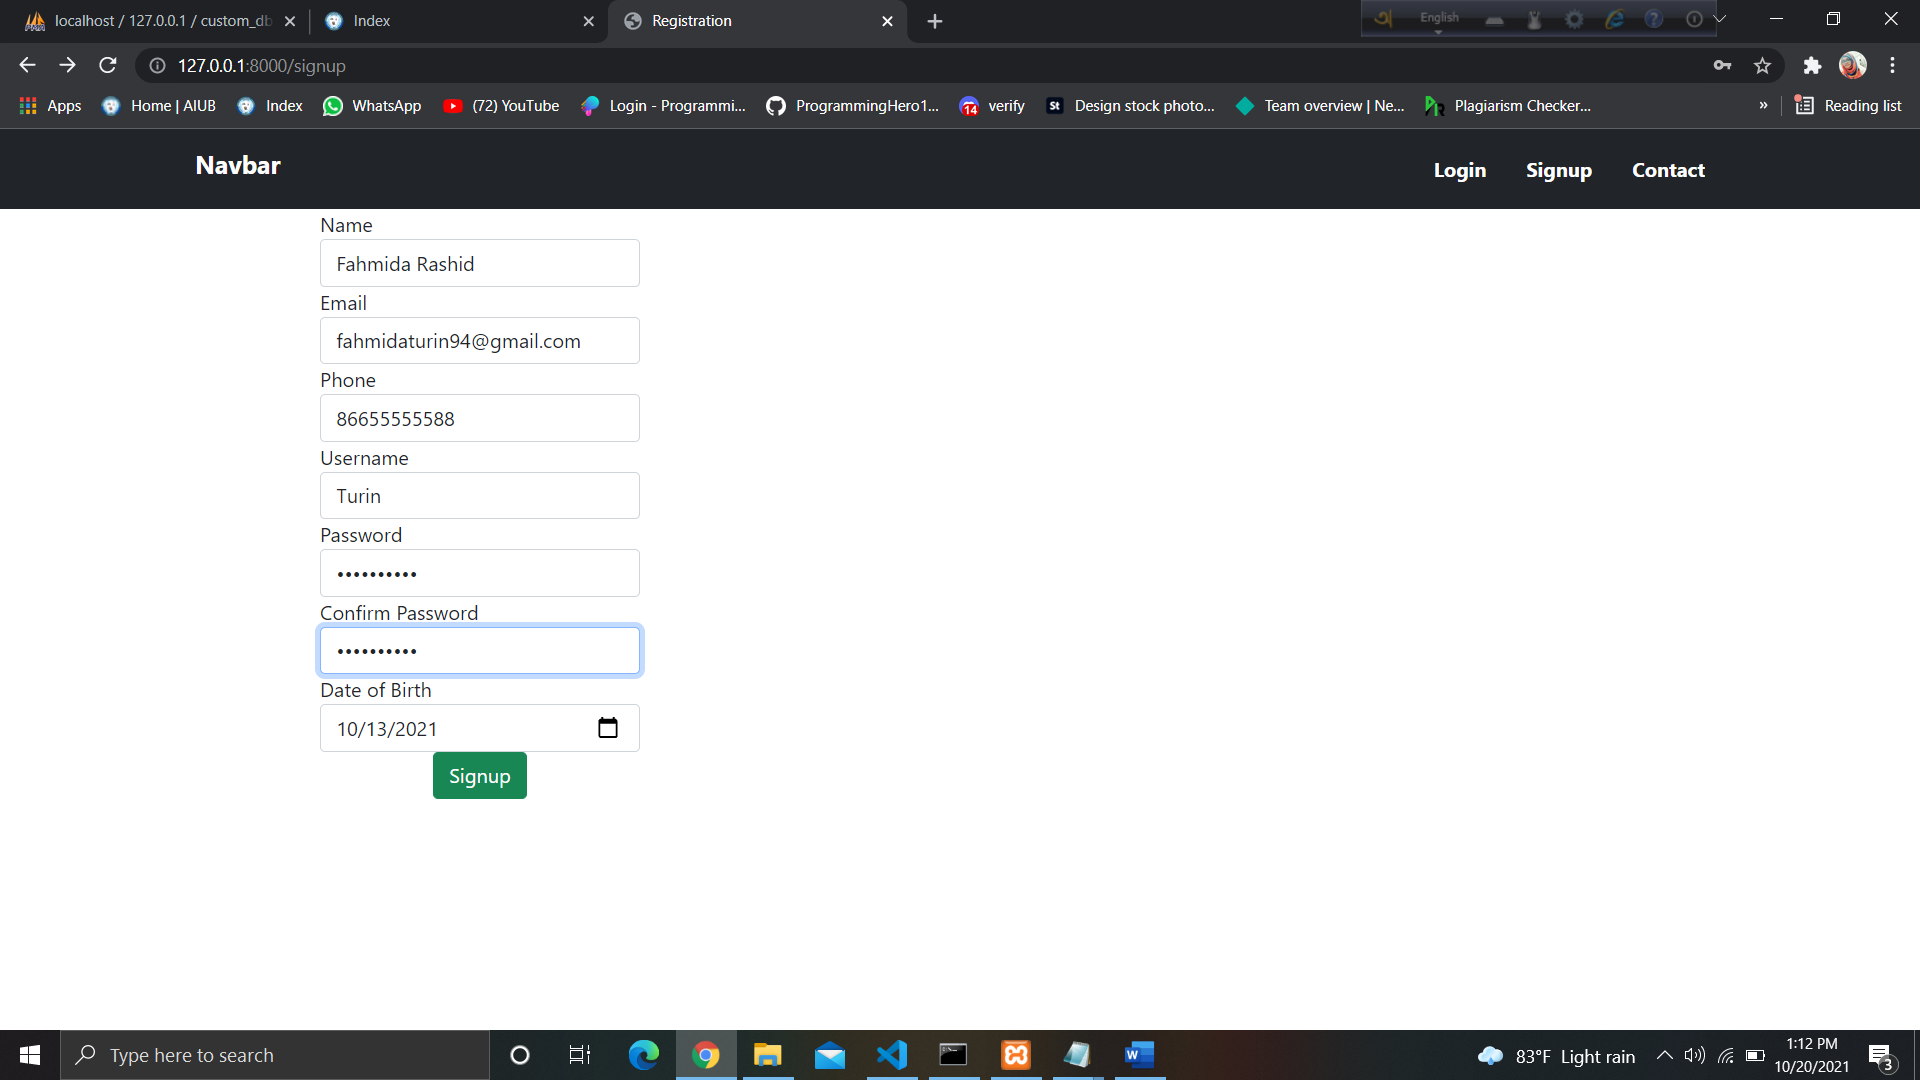 localhost / 127.0.0.1 / custom_db
Index
Registration
English
127.0.0.1:8000/signup
Apps
Home | AIUB
Index
WhatsApp
(72) YouTube
Login - Programmi...
ProgrammingHero1...
14
verify
St
Design stock photo...
Team overview | Ne...
Plagiarism Checker...
»
Reading list
Navbar
Login
Signup
Contact
Name
Fahmida Rashid
Email
fahmidaturin94@gmail.com
Phone
86655555588
Username
Turin
Password
••••••••••
Confirm Password
••••••••••
Date of Birth
10/13/2021
Signup
Type here to search
83°F Light rain
1:12 PM
10/20/2021
3